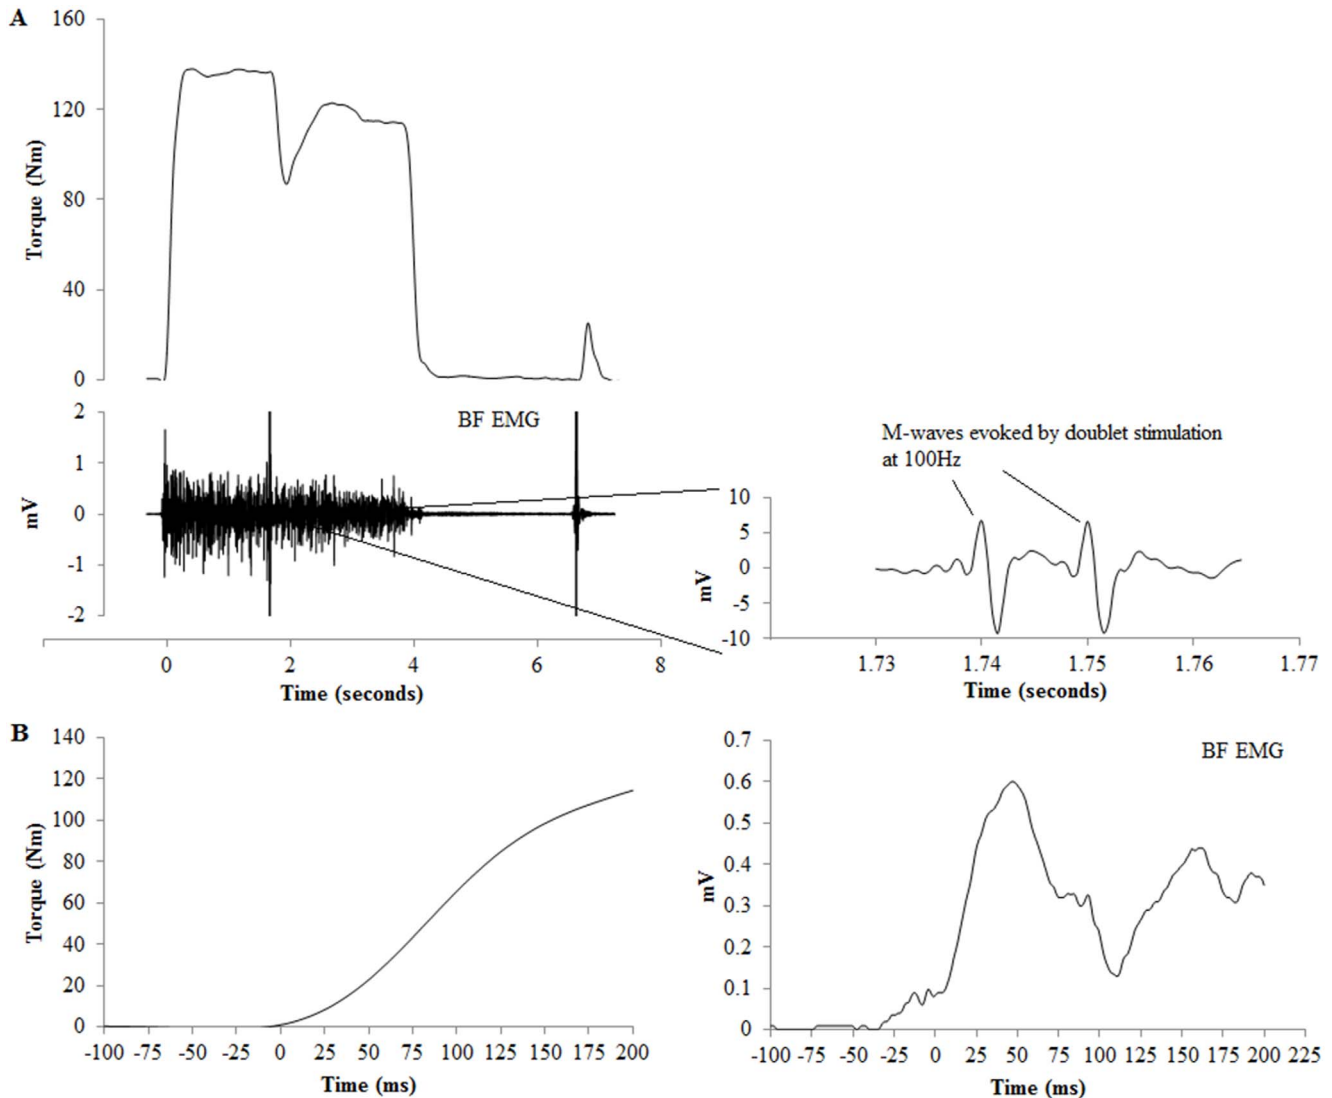 A
160
120
80
40
0
Torque (Nm)
BF EMG
2
1
0
-1
-2
mV
0
2
4
6
8
Time (seconds)
M-waves evoked by doublet stimulation
at 100Hz
10
5
0
-5
-10
mV
1.73
1.74
1.75
1.76
1.77
Time (seconds)
B
140
120
100
80
60
40
20
0
Torque (Nm)
-100 -75 -50 -25 0 25 50 75 100 125 150 175 200
Time (ms)
BF EMG
0.7
0.6
0.5
0.4
0.3
0.2
0.1
0
mV
-100 -75 -50 -25 0 25 50 75 100 125 150 175 200 225
Time (ms)